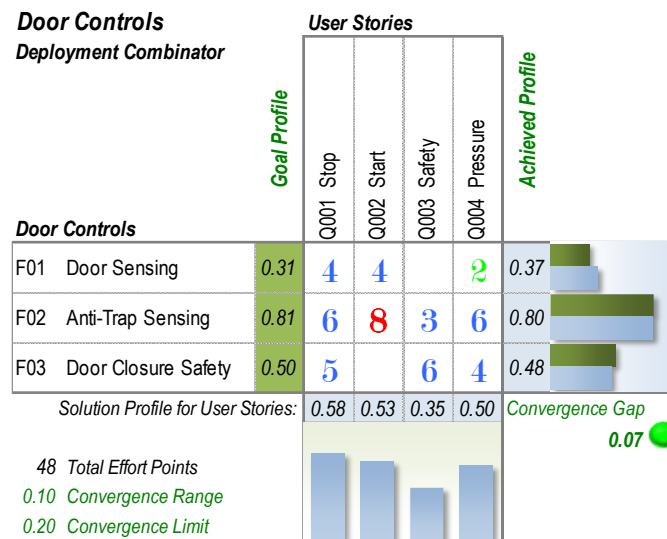 Door Controls
User Stories
Deployment Combinator
Goal Profile
Q001 Stop
Q002 Start
Q003 Safety
Q004 Pressure
Achieved Profile
Door Controls
F01 Door Sensing 0.31 4 4 2 0.37
F02 Anti-Trap Sensing 0.81 6 8 3 6 0.80
F03 Door Closure Safety 0.50 5 6 4 0.48
Solution Profile for User Stories: 0.58 0.53 0.35 0.50 Convergence Gap
0.07
48 Total Effort Points
0.10 Convergence Range
0.20 Convergence Limit